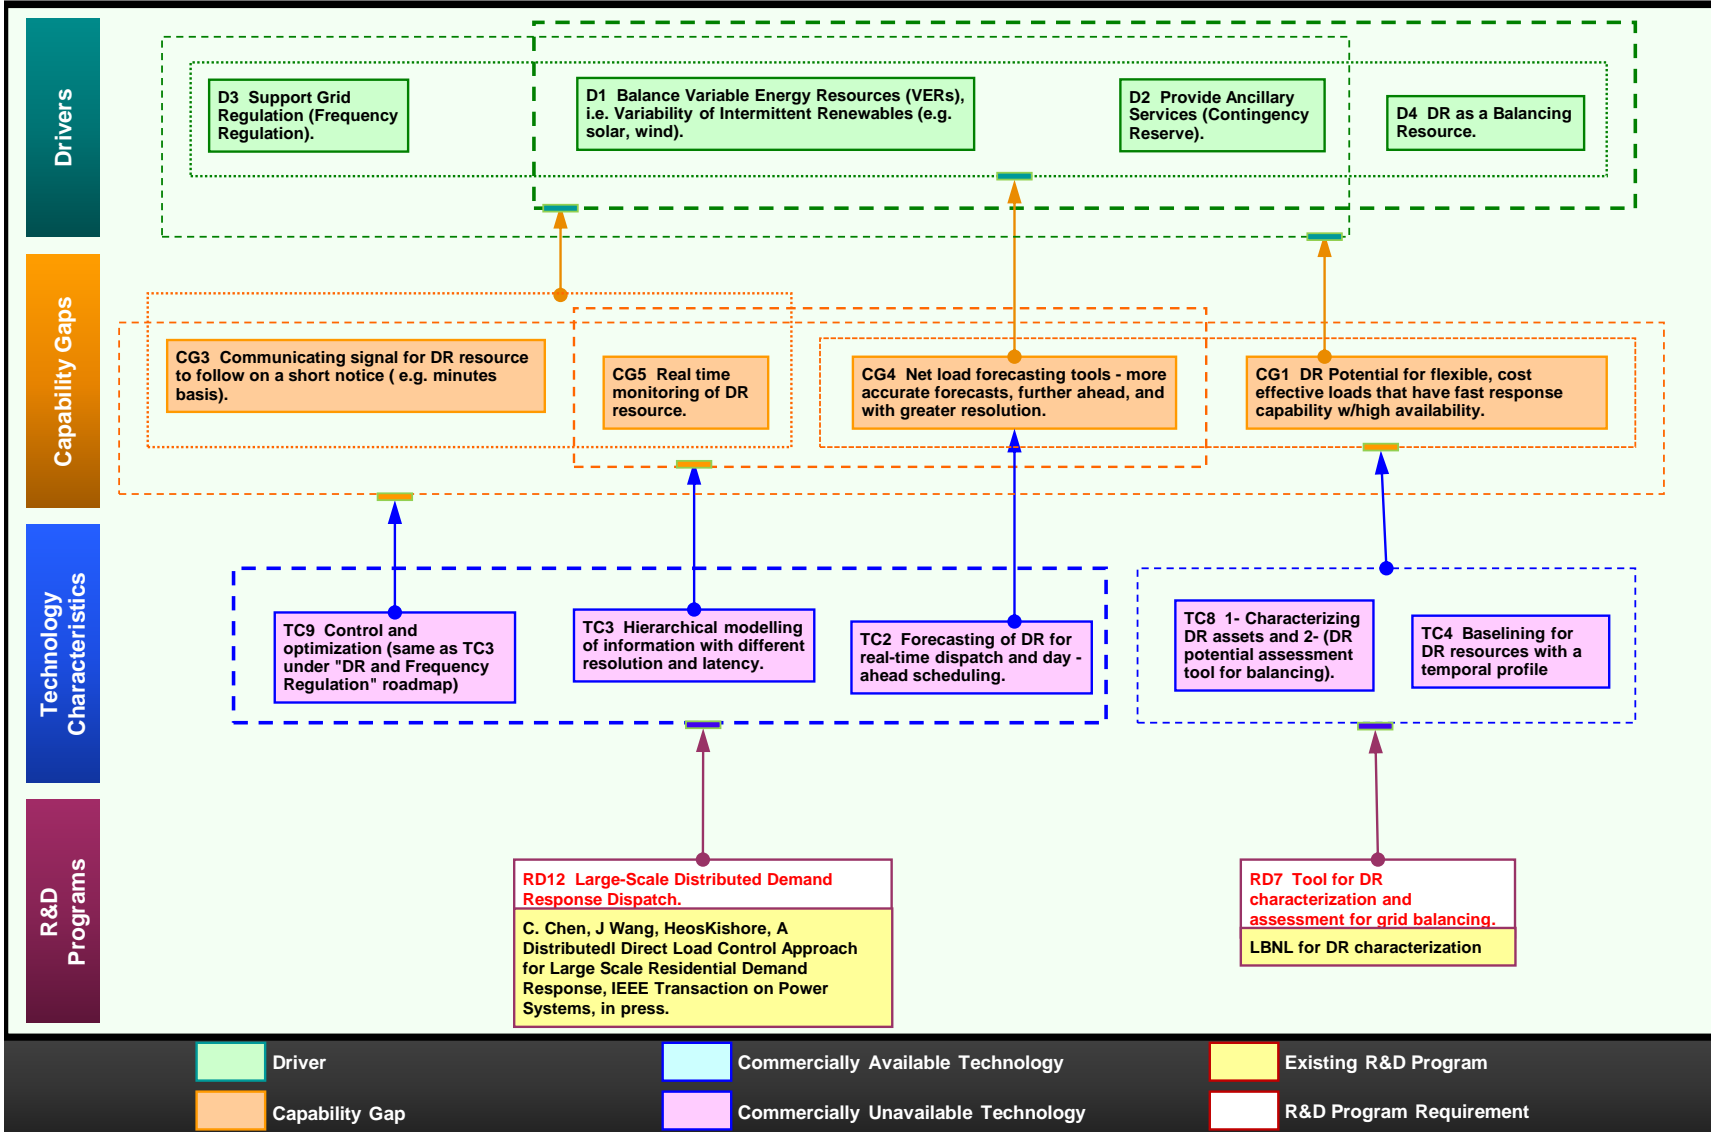 Drivers
D3 Support Grid
Regulation (Frequency
Regulation).
D1 Balance Variable Energy Resources (VERs),
i.e. Variability of Intermittent Renewables (e.g.
solar, wind).
D2 Provide Ancillary
Services (Contingency
Reserve).
D4 DR as a Balancing
Resource.
Capability Gaps
CG3 Communicating signal for DR resource
to follow on a short notice ( e.g. minutes
basis).
CG5 Real time
monitoring of DR
resource.
CG4 Net load forecasting tools - more
accurate forecasts, further ahead, and
with greater resolution.
CG1 DR Potential for flexible, cost
effective loads that have fast response
capability w/high availability.
Technology
Characteristics
TC9 Control and
optimization (same as TC3
under "DR and Frequency
Regulation" roadmap)
TC3 Hierarchical modelling
of information with different
resolution and latency.
TC2 Forecasting of DR for
real-time dispatch and day -
ahead scheduling.
TC8 1- Characterizing
DR assets and 2- (DR
potential assessment
tool for balancing).
TC4 Baselining for
DR resources with a
temporal profile
R&D
Programs
RD12 Large-Scale Distributed Demand
Response Dispatch.
C. Chen, J Wang, HeosKishore, A
Distributedl Direct Load Control Approach
for Large Scale Residential Demand
Response, IEEE Transaction on Power
Systems, in press.
RD7 Tool for DR
characterization and
assessment for grid balancing.
LBNL for DR characterization
Driver
Commercially Available Technology
Existing R&D Program
Capability Gap
Commercially Unavailable Technology
R&D Program Requirement